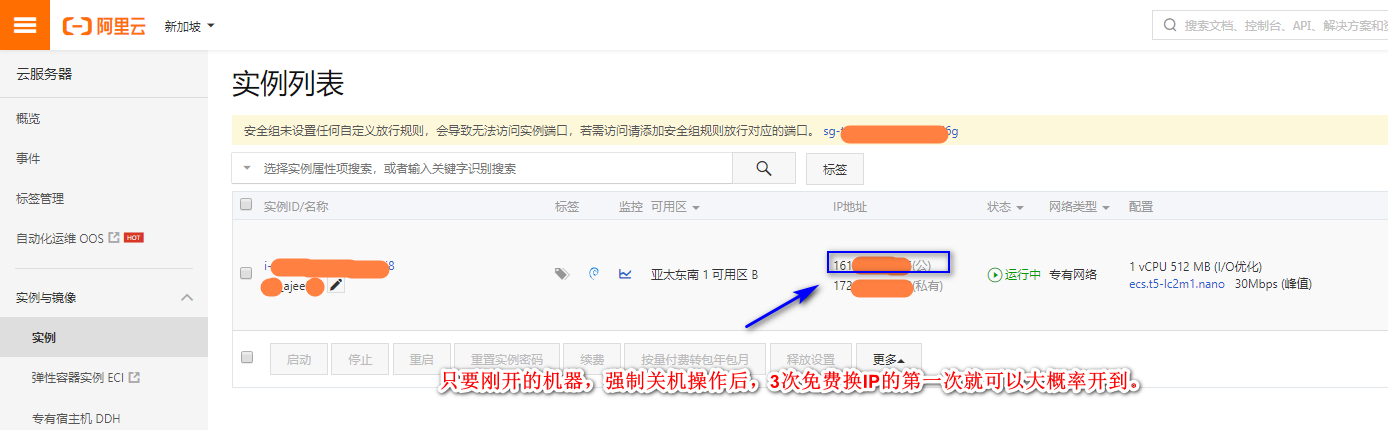 阿里云
新加坡
搜索文档、控制台、API、解决方案和资
云服务器
概览
事件
标签管理
自动化运维 OOS HOT
实例与镜像
实例
弹性容器实例 ECI
专有宿主机 DDH
实例列表
安全组未设置任何自定义放行规则，会导致无法访问实例端口，若需访问请添加安全组规则放行对应的端口。 sg- 6g
选择实例属性项搜索，或者输入关键字识别搜索
标签
实例ID/名称 标签 监控 可用区 IP地址 状态 网络类型 配置
i- 8
ajee
亚太东南 1 可用区 B
161 (公)
172 (私有)
运行中 专有网络
1 vCPU 512 MB (I/O优化)
ecs.t5-lc2m1.nano 30Mbps (峰值)
启动 停止 重启 重置实例密码 续费 按量付费转包年包月 释放设置 更多
只要刚开的机器，强制关机操作后，3次免费换IP的第一次就可以大概率开到。